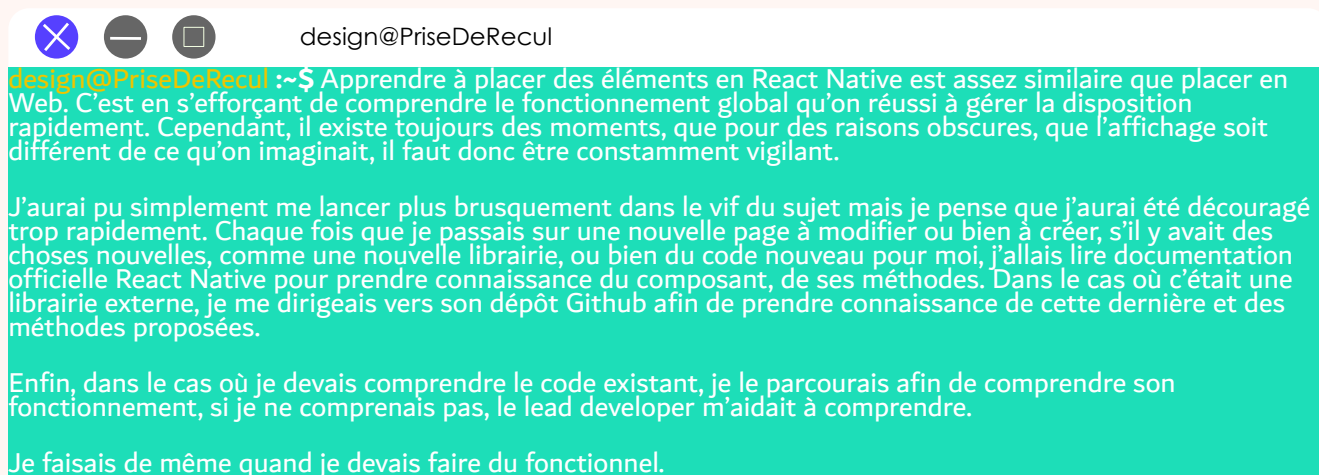 design@PriseDeRecul
design@PriseDeRecul :~$ Apprendre à placer des éléments en React Native est assez similaire que placer en
Web. C’est en s’efforçant de comprendre le fonctionnement global qu’on réussi à gérer la disposition
rapidement. Cependant, il existe toujours des moments, que pour des raisons obscures, que l’affichage soit
différent de ce qu’on imaginait, il faut donc être constamment vigilant.
J’aurai pu simplement me lancer plus brusquement dans le vif du sujet mais je pense que j’aurai été découragé
trop rapidement. Chaque fois que je passais sur une nouvelle page à modifier ou bien à créer, s’il y avait des
choses nouvelles, comme une nouvelle librairie, ou bien du code nouveau pour moi, j’allais lire documentation
officielle React Native pour prendre connaissance du composant, de ses méthodes. Dans le cas où c’était une
librairie externe, je me dirigeais vers son dépôt Github afin de prendre connaissance de cette dernière et des
méthodes proposées.
Enfin, dans le cas où je devais comprendre le code existant, je le parcourais afin de comprendre son
fonctionnement, si je ne comprenais pas, le lead developer m’aidait à comprendre.
Je faisais de même quand je devais faire du fonctionnel.